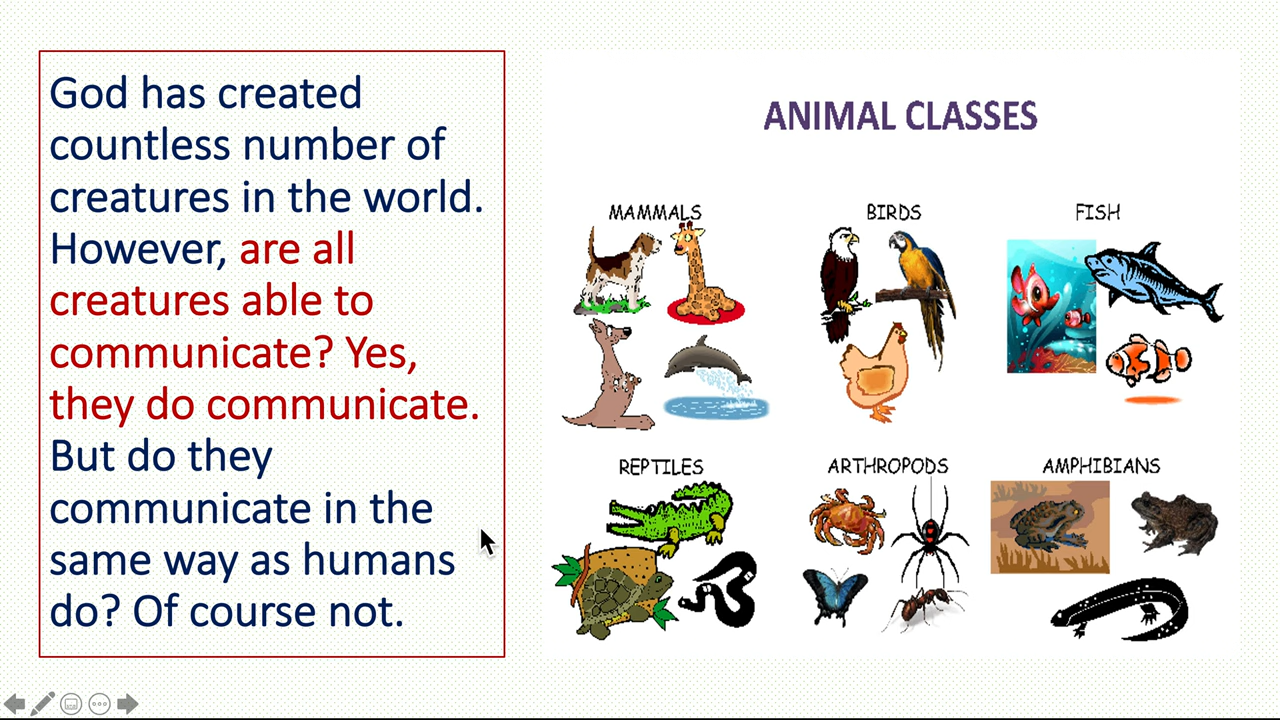 God has created
countless number of
creatures in the world.
However, are all
creatures able to
communicate? Yes,
they do communicate.
But do they
communicate in the
same way as humans
do? Of course not.
ANIMAL CLASSES
MAMMALS
BIRDS
FISH
REPTILES
ARTHROPODS
AMPHIBIANS